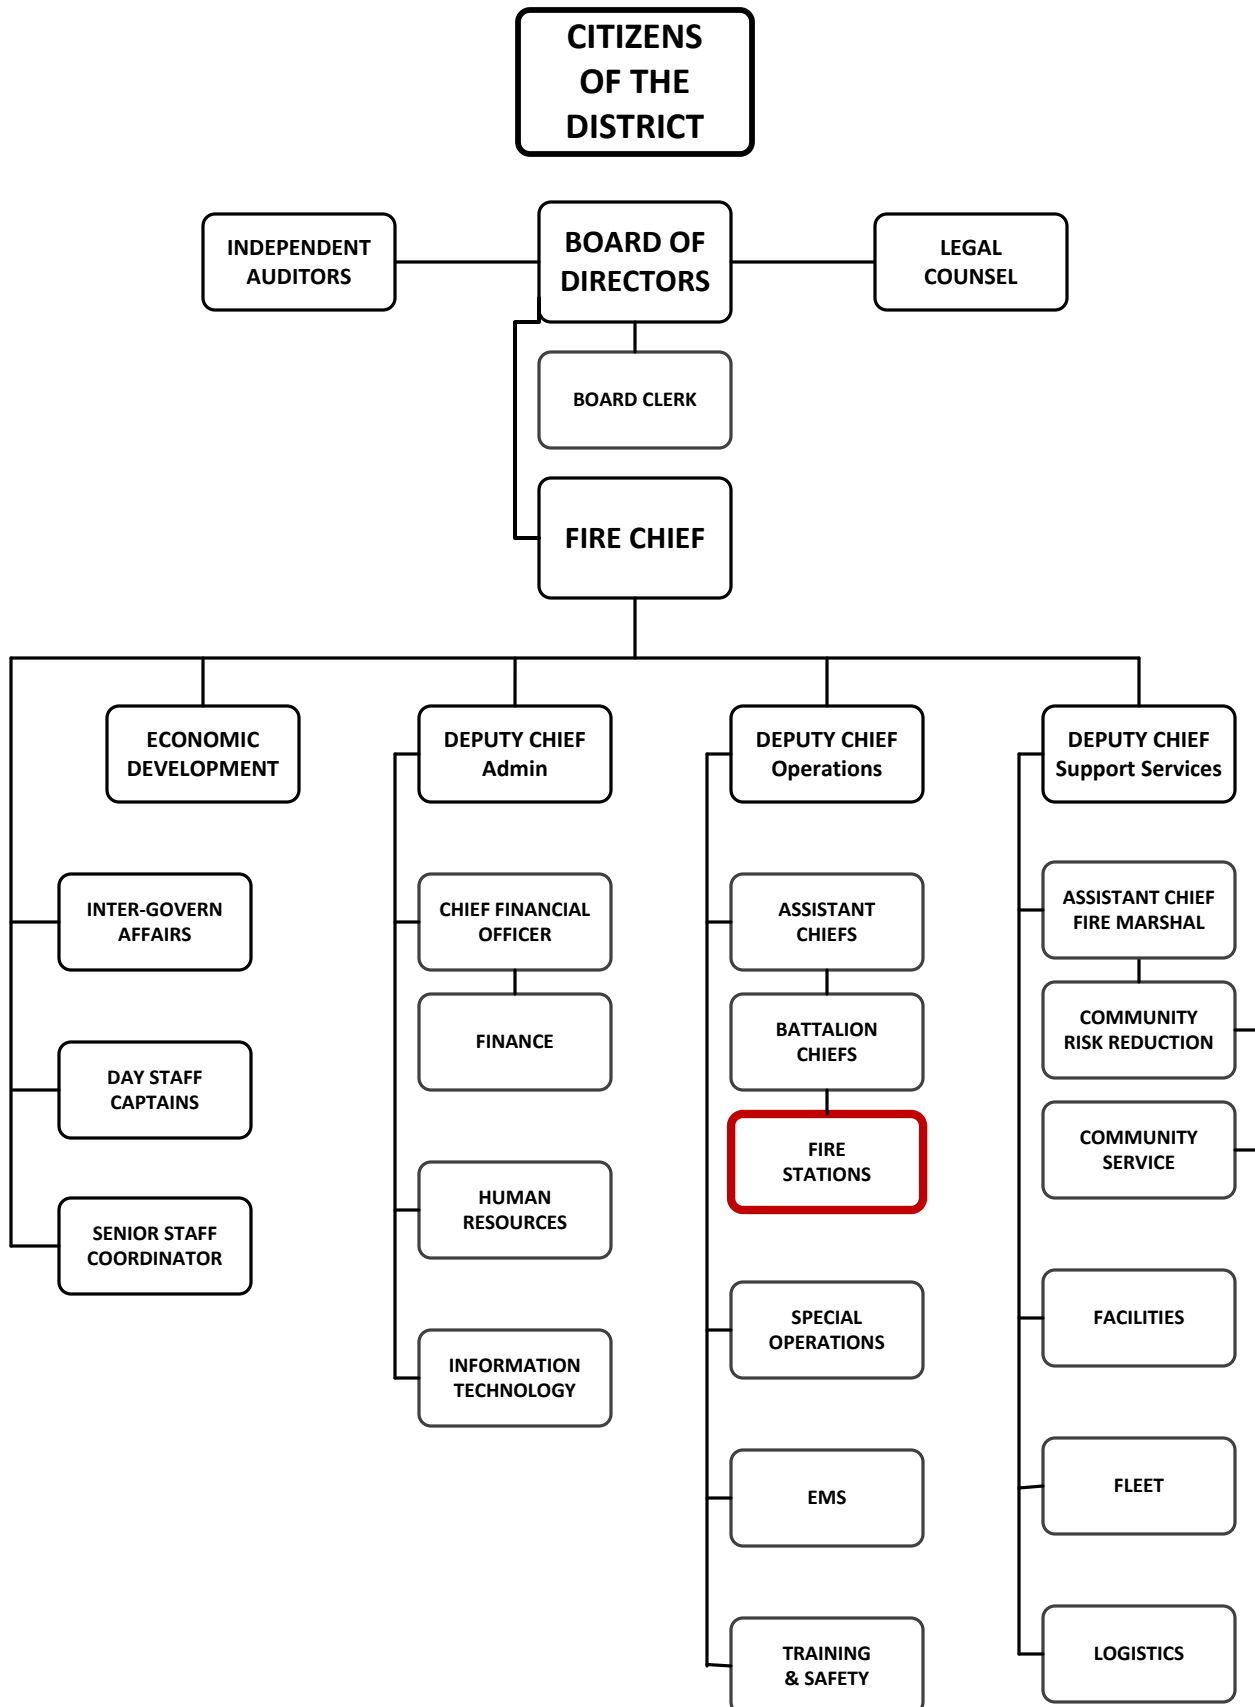 CITIZENS
OF THE
DISTRICT
INDEPENDENT
AUDITORS
BOARD OF
DIRECTORS
LEGAL
COUNSEL
BOARD CLERK
FIRE CHIEF
ECONOMIC
DEVELOPMENT
DEPUTY CHIEF
Admin
DEPUTY CHIEF
Operations
DEPUTY CHIEF
Support Services
INTER-GOVERN
AFFAIRS
CHIEF FINANCIAL
OFFICER
ASSISTANT
CHIEFS
ASSISTANT CHIEF
FIRE MARSHAL
FINANCE
BATTALION
CHIEFS
COMMUNITY
RISK REDUCTION
DAY STAFF
CAPTAINS
FIRE
STATIONS
COMMUNITY
SERVICE
SENIOR STAFF
COORDINATOR
HUMAN
RESOURCES
SPECIAL
OPERATIONS
FACILITIES
INFORMATION
TECHNOLOGY
EMS
FLEET
TRAINING
& SAFETY
LOGISTICS